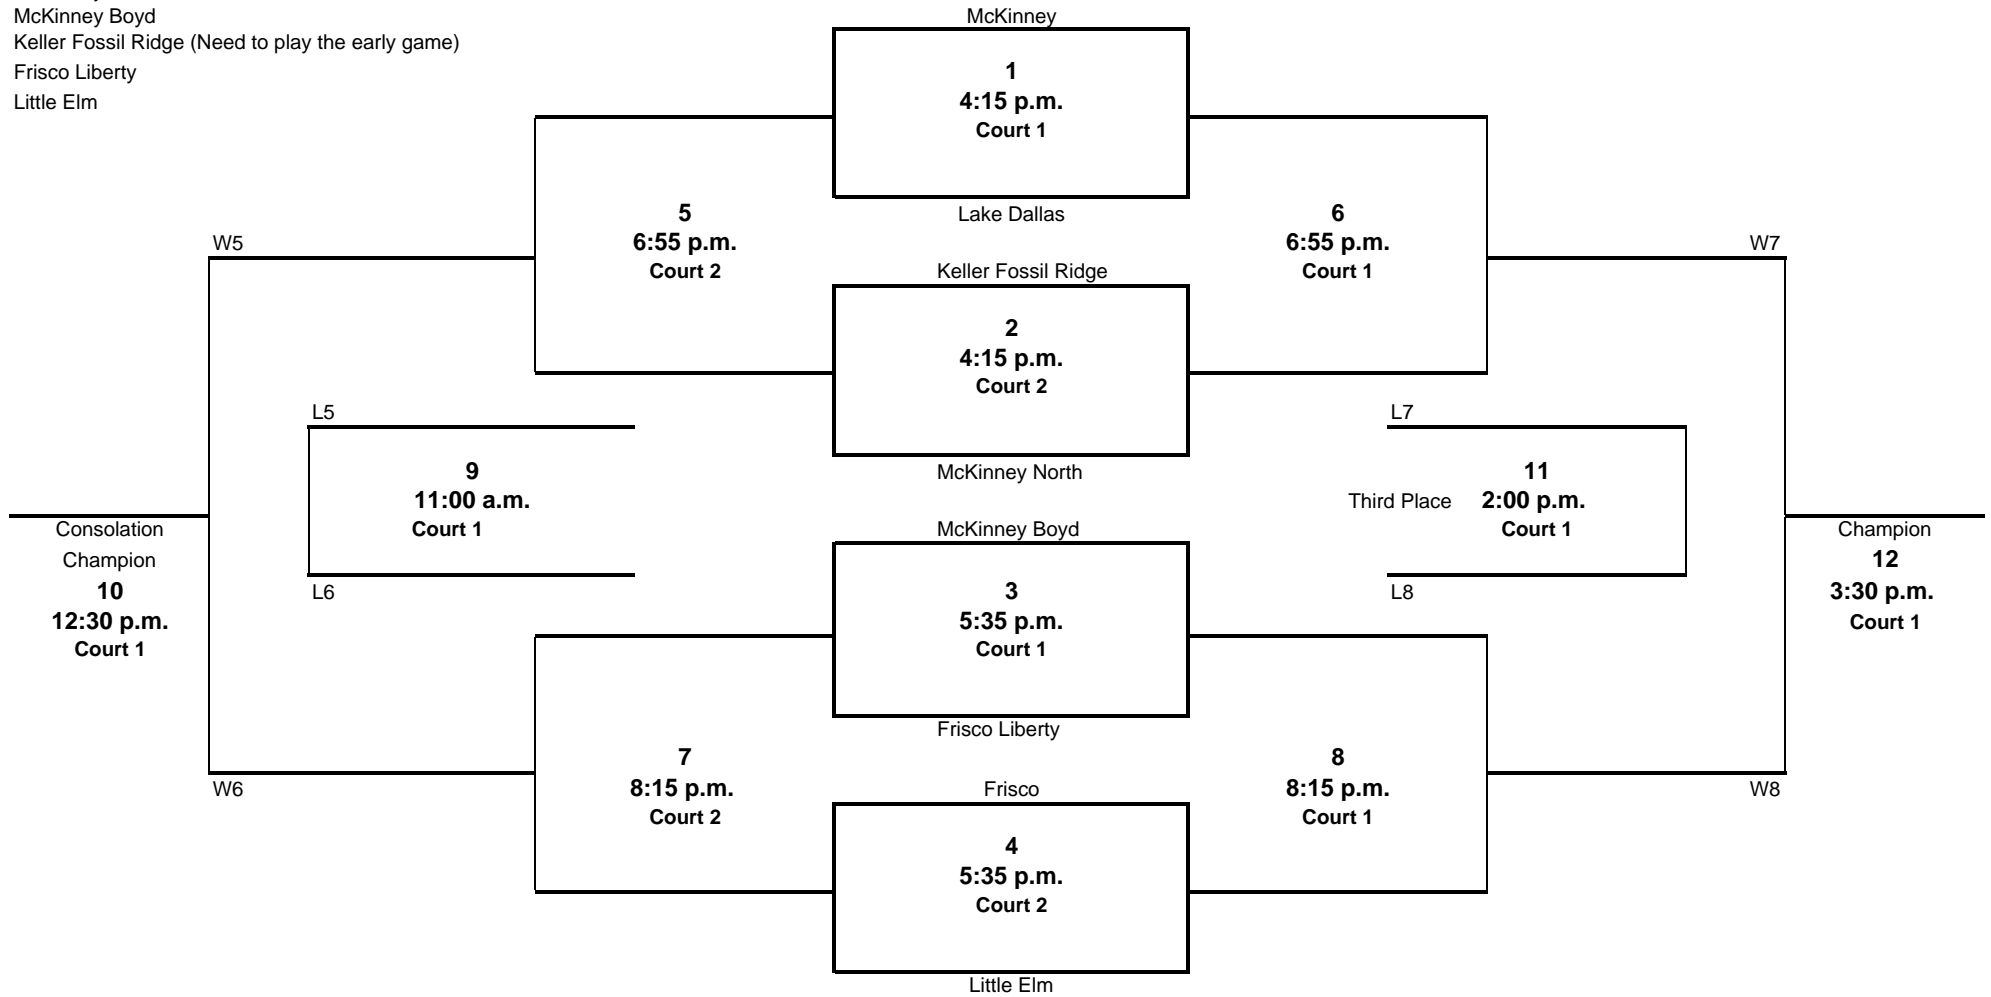 McKinney Boyd
Keller Fossil Ridge (Need to play the early game)
Frisco Liberty
Little Elm
McKinney
1
4:15 p.m.
Court 1
Lake Dallas
5
6:55 p.m.
Court 2
6
6:55 p.m.
Court 1
W5
W7
Keller Fossil Ridge
2
4:15 p.m.
Court 2
McKinney North
L5
9
11:00 a.m.
Court 1
L6
L7
11
Third Place 2:00 p.m.
Court 1
L8
Consolation
Champion
10
12:30 p.m.
Court 1
Champion
12
3:30 p.m.
Court 1
McKinney Boyd
3
5:35 p.m.
Court 1
Frisco Liberty
7
8:15 p.m.
Court 2
8
8:15 p.m.
Court 1
W6
W8
Frisco
4
5:35 p.m.
Court 2
Little Elm